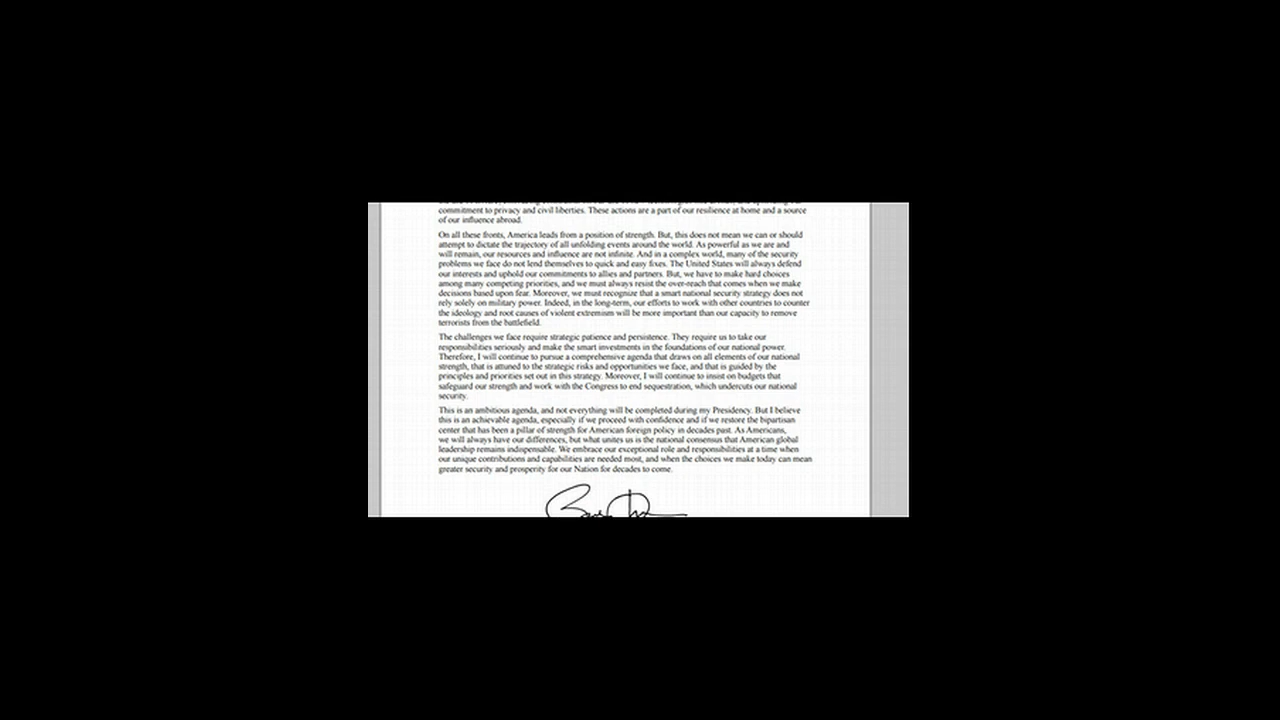 commitment to privacy and civil liberties. These actions are a part of our resilience at home and a source
of our influence abroad.
On all these fronts, America leads from a position of strength. But, this does not mean we can or should
attempt to dictate the trajectory of all unfolding events around the world. As powerful as we are and
will remain, our resources and influence are not infinite. And in a complex world, many of the security
problems we face do not lend themselves to quick and easy fixes. The United States will always defend
our interests and uphold our commitments to allies and partners. But, we have to make hard choices
among many competing priorities, and we must always resist the over-reach that comes when we make
decisions based upon fear. Moreover, we must recognize that a smart national security strategy does not
rely solely on military power. Indeed, in the long-term, our efforts to work with other countries to counter
the ideology and root causes of violent extremism will be more important than our capacity to remove
terrorists from the battlefield.
The challenges we face require strategic patience and persistence. They require us to take our
responsibilities seriously and make the smart investments in the foundations of our national power.
Therefore, I will continue to pursue a comprehensive agenda that draws on all elements of our national
strength, that is attuned to the strategic risks and opportunities we face, and that is guided by the
principles and priorities set out in this strategy. Moreover, I will continue to insist on budgets that
safeguard our strength and work with the Congress to end sequestration, which undercuts our national
security.
This is an ambitious agenda, and not everything will be completed during my Presidency. But I believe
this is an achievable agenda, especially if we proceed with confidence and if we restore the bipartisan
center that has been a pillar of strength for American foreign policy in decades past. As Americans,
we will always have our differences, but what unites us is the national consensus that American global
leadership remains indispensable. We embrace our exceptional role and responsibilities at a time when
our unique contributions and capabilities are needed most, and when the choices we make today can mean
greater security and prosperity for our Nation for decades to come.